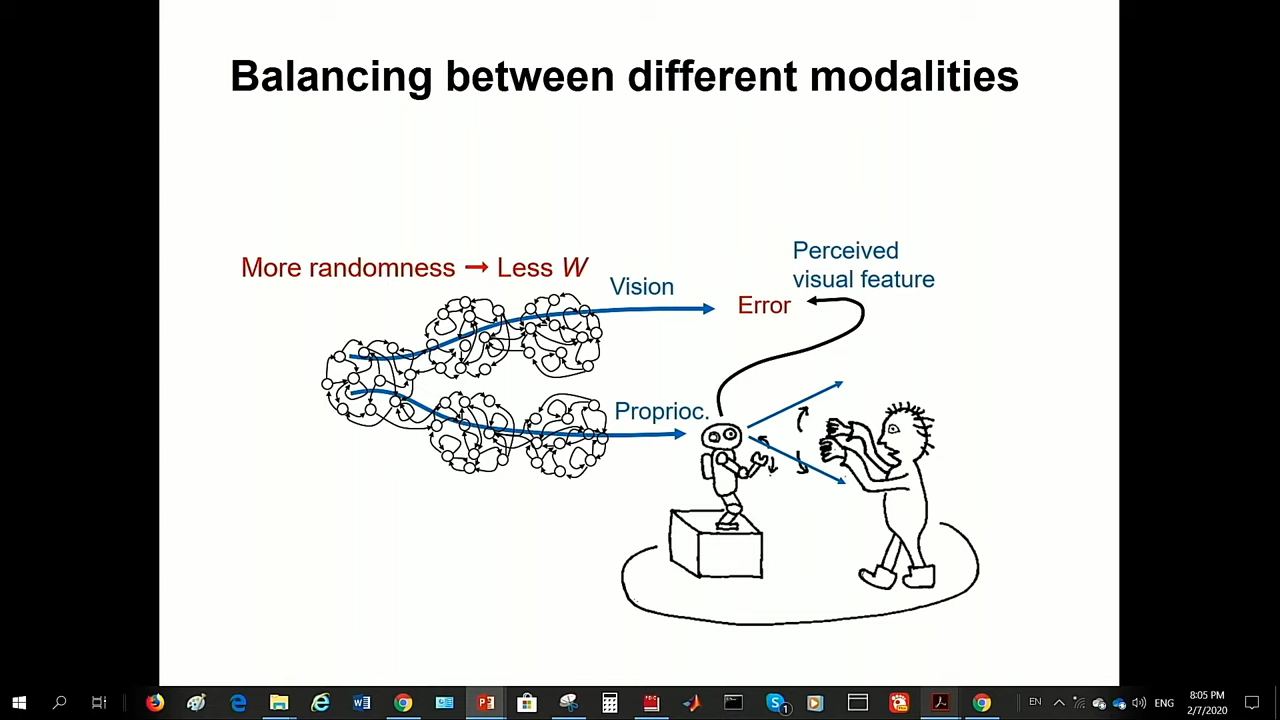 Balancing between different modalities
More randomness → Less W
Vision
Perceived
visual feature
Error
Proprioc.
EN
ENG
8:05 PM
2/7/2020